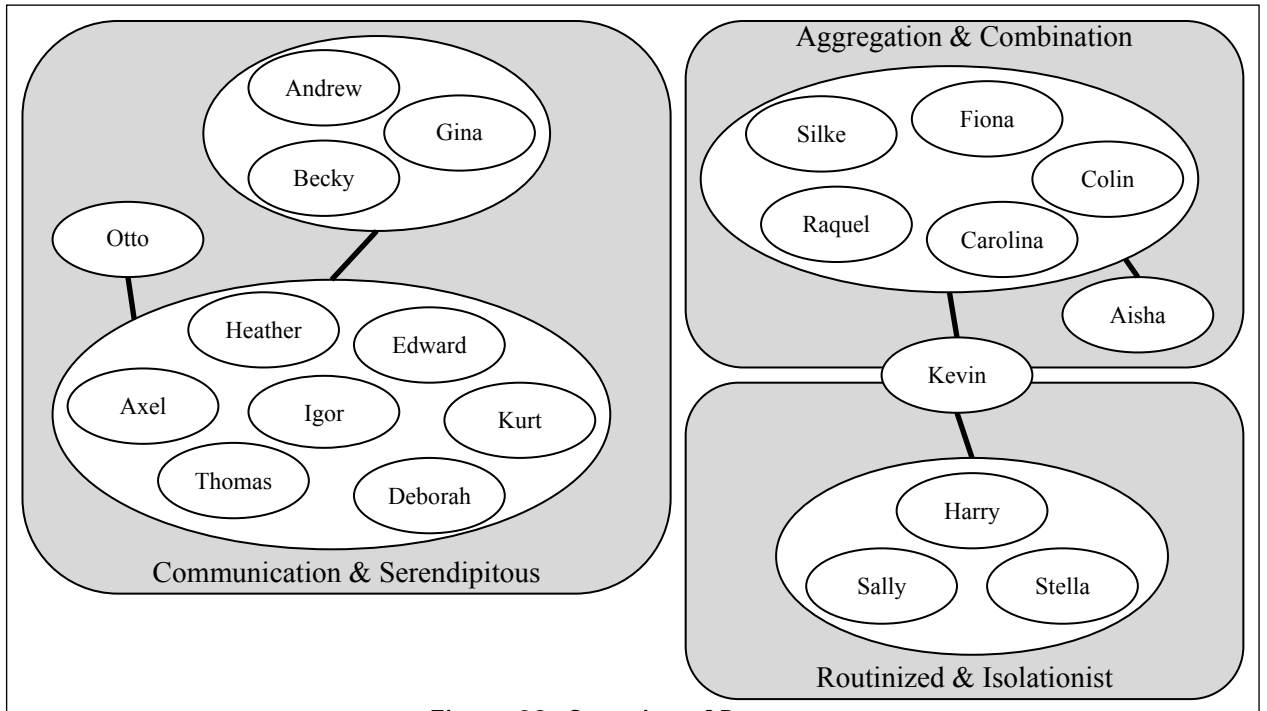 Andrew
Gina
Becky
Otto
Heather
Edward
Axel
Igor
Kurt
Thomas
Deborah
Communication & Serendipitous
Aggregation & Combination
Silke
Fiona
Colin
Raquel
Carolina
Aisha
Kevin
Harry
Sally
Stella
Routinized & Isolationist